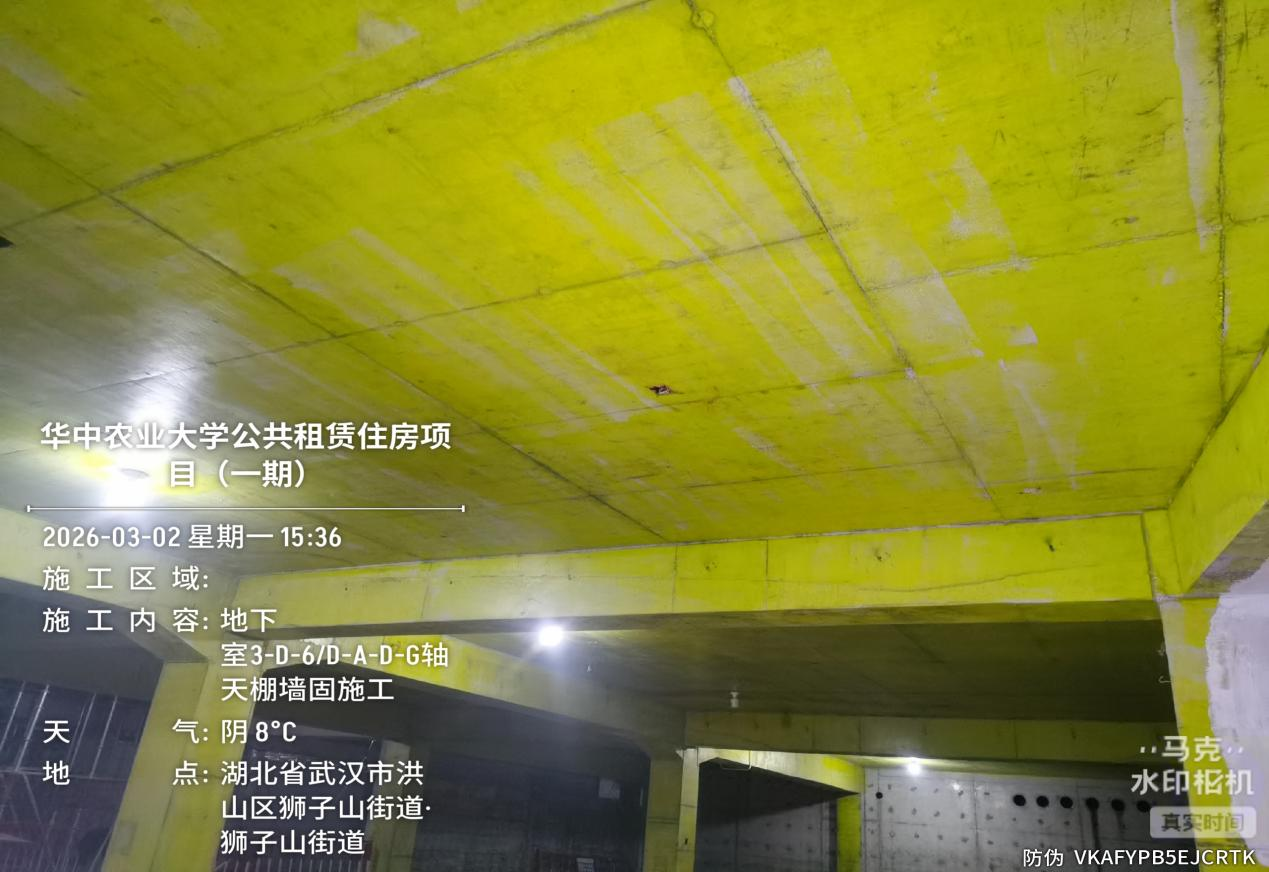 华中农业大学公共租赁住房项
目（一期）
2026-03-02 星期一 15:36
施工区域:
施工内容: 地下
室3-D-6/D-A-D-G轴
天棚墙固施工
天气: 阴 8°C
地点: 湖北省武汉市洪
山区狮子山街道·
狮子山街道
马克
水印相机
真实时间
防伪 VKAFYPB5EJCRTK